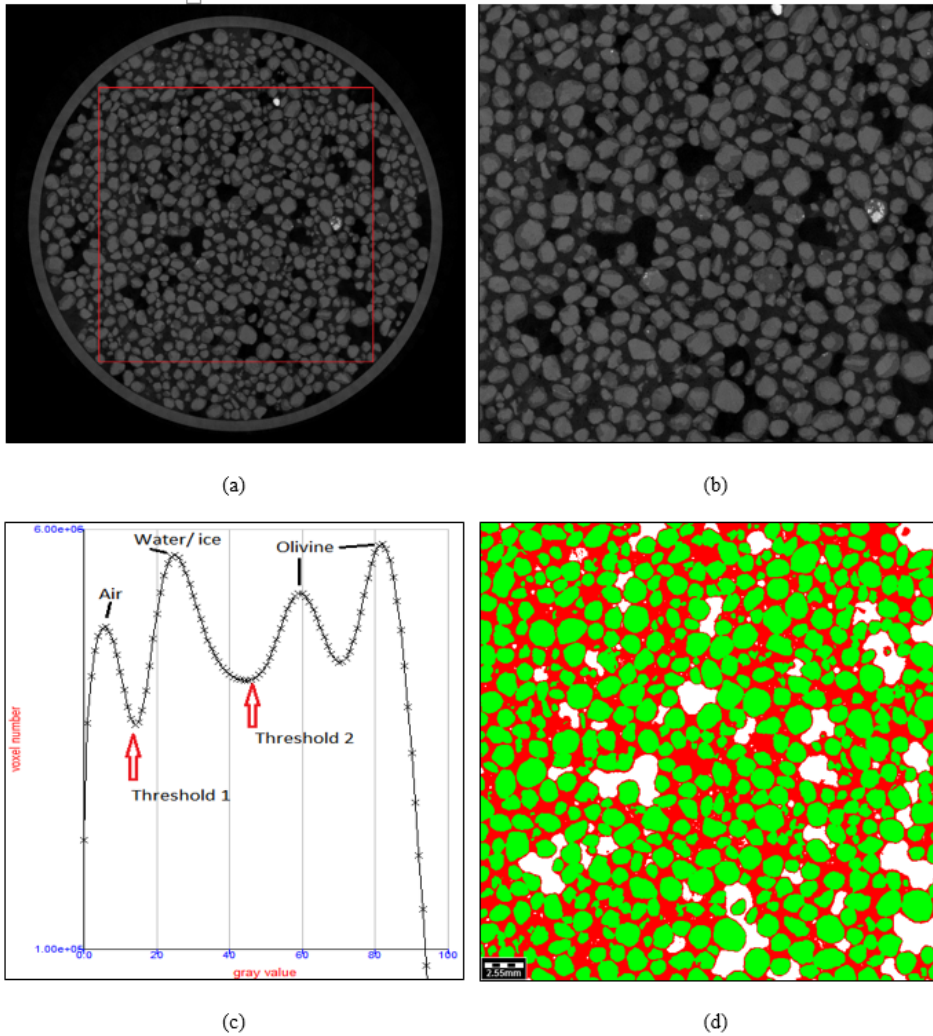 (a)
(b)
6.00e+06
Water/ ice
Olivine
Air
Threshold 2
Threshold 1
voxel number
1.00e+05
0.0
20
40
60
80
100
gray value
2.55mm
(c)
(d)